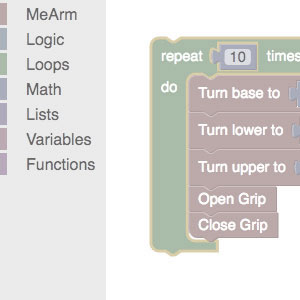 MeArm
Logic
Loops
Math
Lists
Variables
Functions
repeat 10 times
do
Turn base to
Turn lower to
Turn upper to
Open Grip
Close Grip